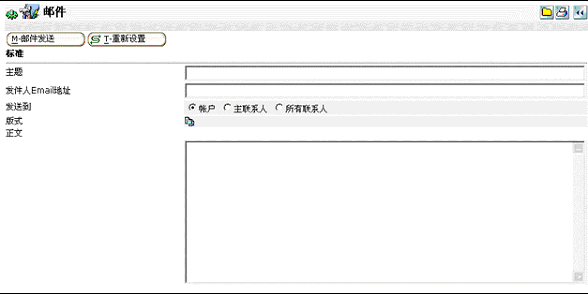 邮件
M-邮件发送 T-重新设置
标准
主题
发件人Email地址
发送到 帐户 主联系人 所有联系人
版式
正文